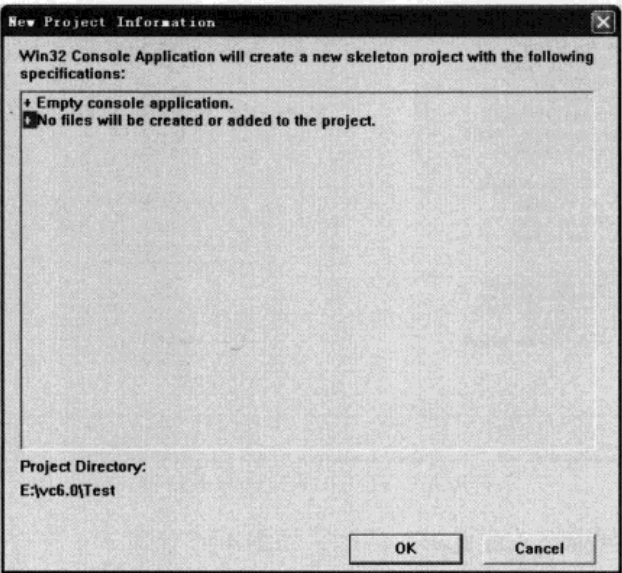 New Project Information
Win32 Console Application will create a new skeleton project with the following
specifications:
+ Empty console application.
+ No files will be created or added to the project.
Project Directory:
E:\vc6.0\Test
OK
Cancel